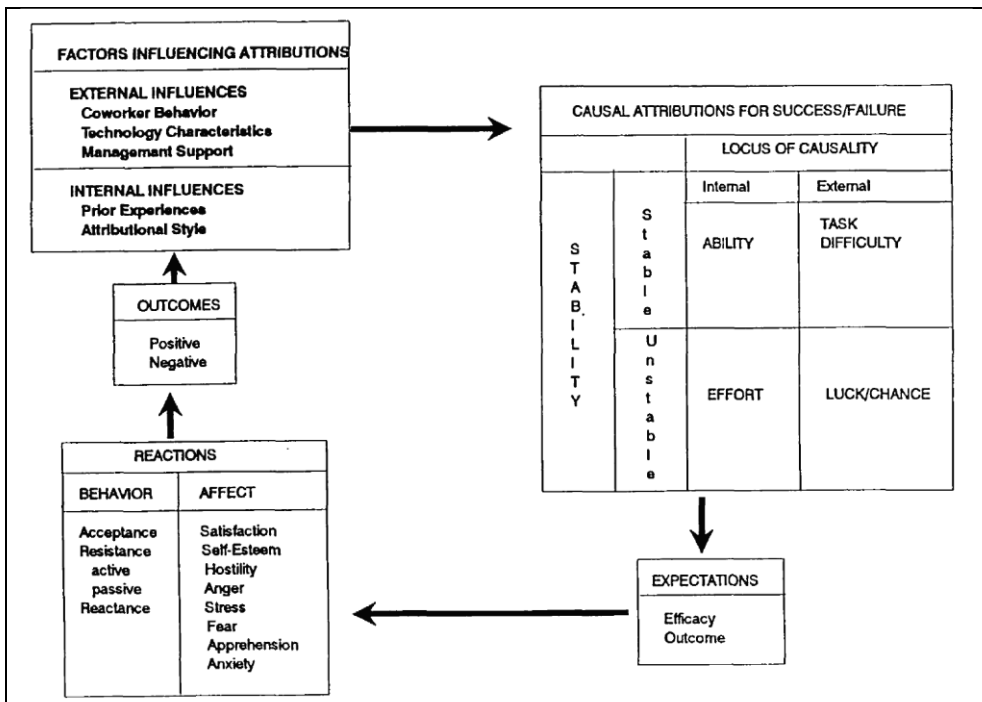 FACTORS INFLUENCING ATTRIBUTIONS
EXTERNAL INFLUENCES
Coworker Behavior
Technology Characteristics
Management Support
INTERNAL INFLUENCES
Prior Experiences
Attributional Style
CAUSAL ATTRIBUTIONS FOR SUCCESS/FAILURE
LOCUS OF CAUSALITY
Internal External
STABILITY
Stable
ABILITY
TASK
DIFFICULTY
Unstable
EFFORT
LUCK/CHANCE
EXPECTATIONS
Efficacy
Outcome
REACTIONS
BEHAVIOR
Acceptance
Resistance
active
passive
Reactance
AFFECT
Satisfaction
Self-Esteem
Hostility
Anger
Stress
Fear
Apprehension
Anxiety
OUTCOMES
Positive
Negative